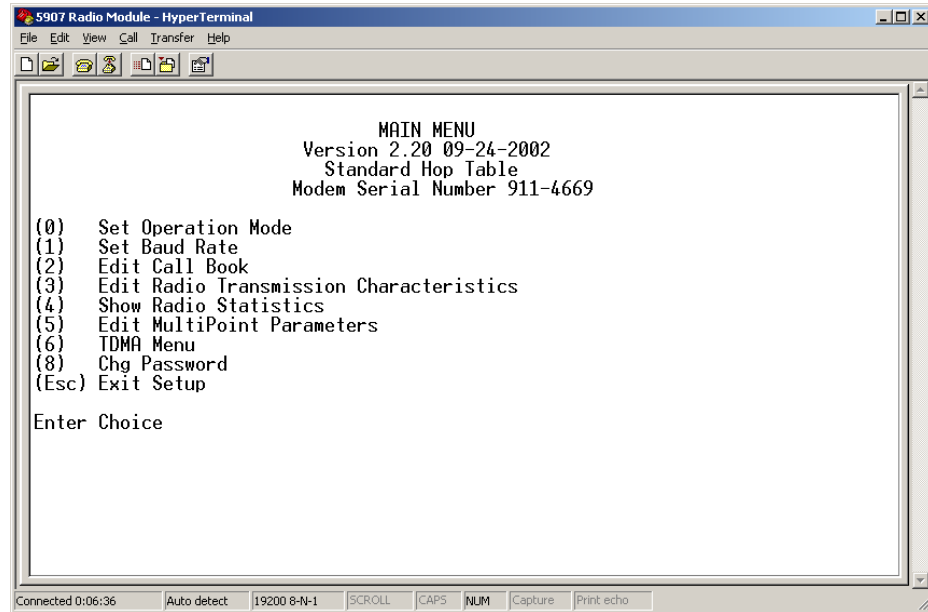 5907 Radio Module - HyperTerminal
File Edit View Call Transfer Help
MAIN MENU
Version 2.20 09-24-2002
Standard Hop Table
Modem Serial Number 911-4669
(0) Set Operation Mode
(1) Set Baud Rate
(2) Edit Call Book
(3) Edit Radio Transmission Characteristics
(4) Show Radio Statistics
(5) Edit MultiPoint Parameters
(6) TDMA Menu
(8) Chg Password
(Esc) Exit Setup
Enter Choice
Connected 0:06:36 Auto detect 19200 8-N-1 SCROLL CAPS NUM Capture Print echo